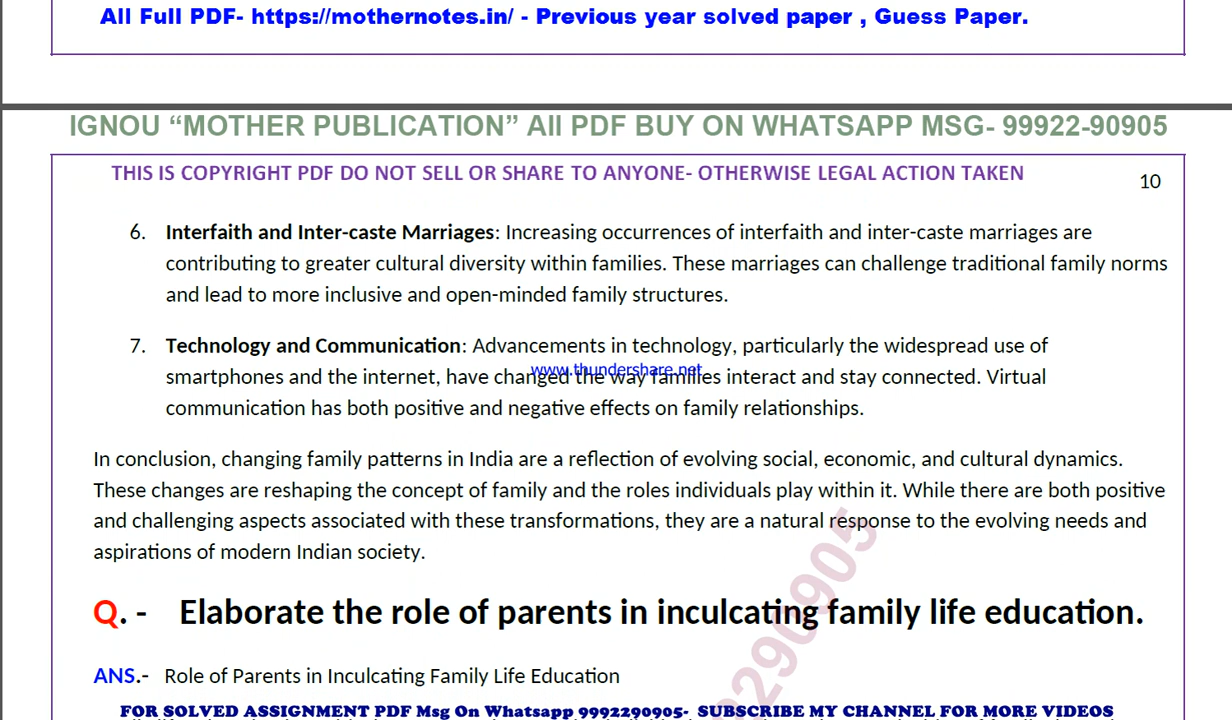 All Full PDF- https://mothernotes.in/ - Previous year solved paper , Guess Paper.
IGNOU “MOTHER PUBLICATION” All PDF BUY ON WHATSAPP MSG- 99922-90905
THIS IS COPYRIGHT PDF DO NOT SELL OR SHARE TO ANYONE- OTHERWISE LEGAL ACTION TAKEN
10
6. Interfaith and Inter-caste Marriages: Increasing occurrences of interfaith and inter-caste marriages are
contributing to greater cultural diversity within families. These marriages can challenge traditional family norms
and lead to more inclusive and open-minded family structures.
7. Technology and Communication: Advancements in technology, particularly the widespread use of
www.thundershare.net
smartphones and the internet, have changed the way families interact and stay connected. Virtual
communication has both positive and negative effects on family relationships.
In conclusion, changing family patterns in India are a reflection of evolving social, economic, and cultural dynamics.
These changes are reshaping the concept of family and the roles individuals play within it. While there are both positive
and challenging aspects associated with these transformations, they are a natural response to the evolving needs and
aspirations of modern Indian society.
Q. - Elaborate the role of parents in inculcating family life education.
ANS.- Role of Parents in Inculcating Family Life Education
FOR SOLVED ASSIGNMENT PDF Msg On Whatsapp 9992290905- SUBSCRIBE MY CHANNEL FOR MORE VIDEOS